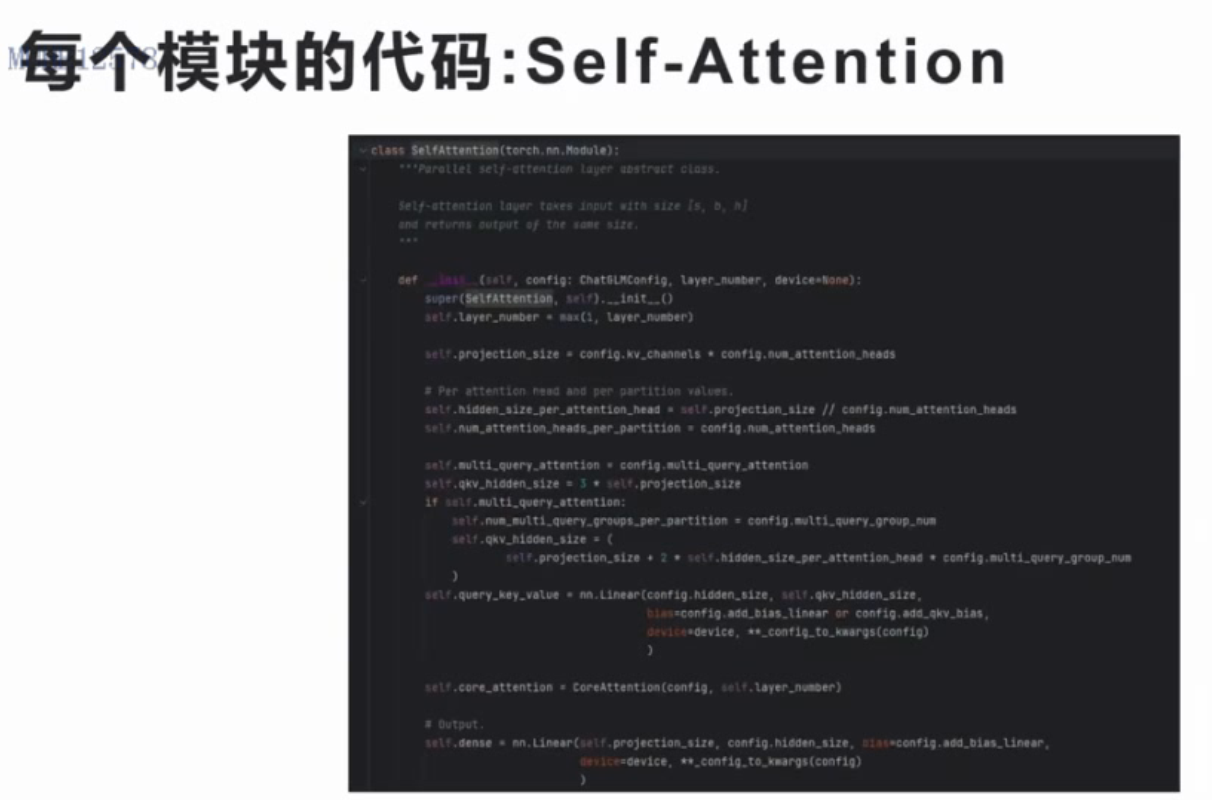 每个模块的代码:Self-Attention
class SelfAttention(torch.nn.Module):
"""Parallel self-attention layer abstract class.
Self-attention layer takes input with size [s, b, h]
and returns output of the same size.
"""
def __init__(self, config: ChatGLMConfig, layer_number, device=None):
super(SelfAttention, self).__init__()
self.layer_number = max(1, layer_number)
self.projection_size = config.kv_channels * config.num_attention_heads
# Per attention head and per partition values.
self.hidden_size_per_attention_head = self.projection_size // config.num_attention_heads
self.num_attention_heads_per_partition = config.num_attention_heads
self.multi_query_attention = config.multi_query_attention
self.qkv_hidden_size = 3 * self.projection_size
if self.multi_query_attention:
self.num_multi_query_groups_per_partition = config.multi_query_group_num
self.qkv_hidden_size = (
self.projection_size + 2 * self.hidden_size_per_attention_head * config.multi_query_group_num
)
self.query_key_value = nn.Linear(config.hidden_size, self.qkv_hidden_size,
bias=config.add_bias_linear or config.add_qkv_bias,
device=device, **_config_to_kwargs(config)
)
self.core_attention = CoreAttention(config, self.layer_number)
# Output.
self.dense = nn.Linear(self.projection_size, config.hidden_size, bias=config.add_bias_linear,
device=device, **_config_to_kwargs(config)
)